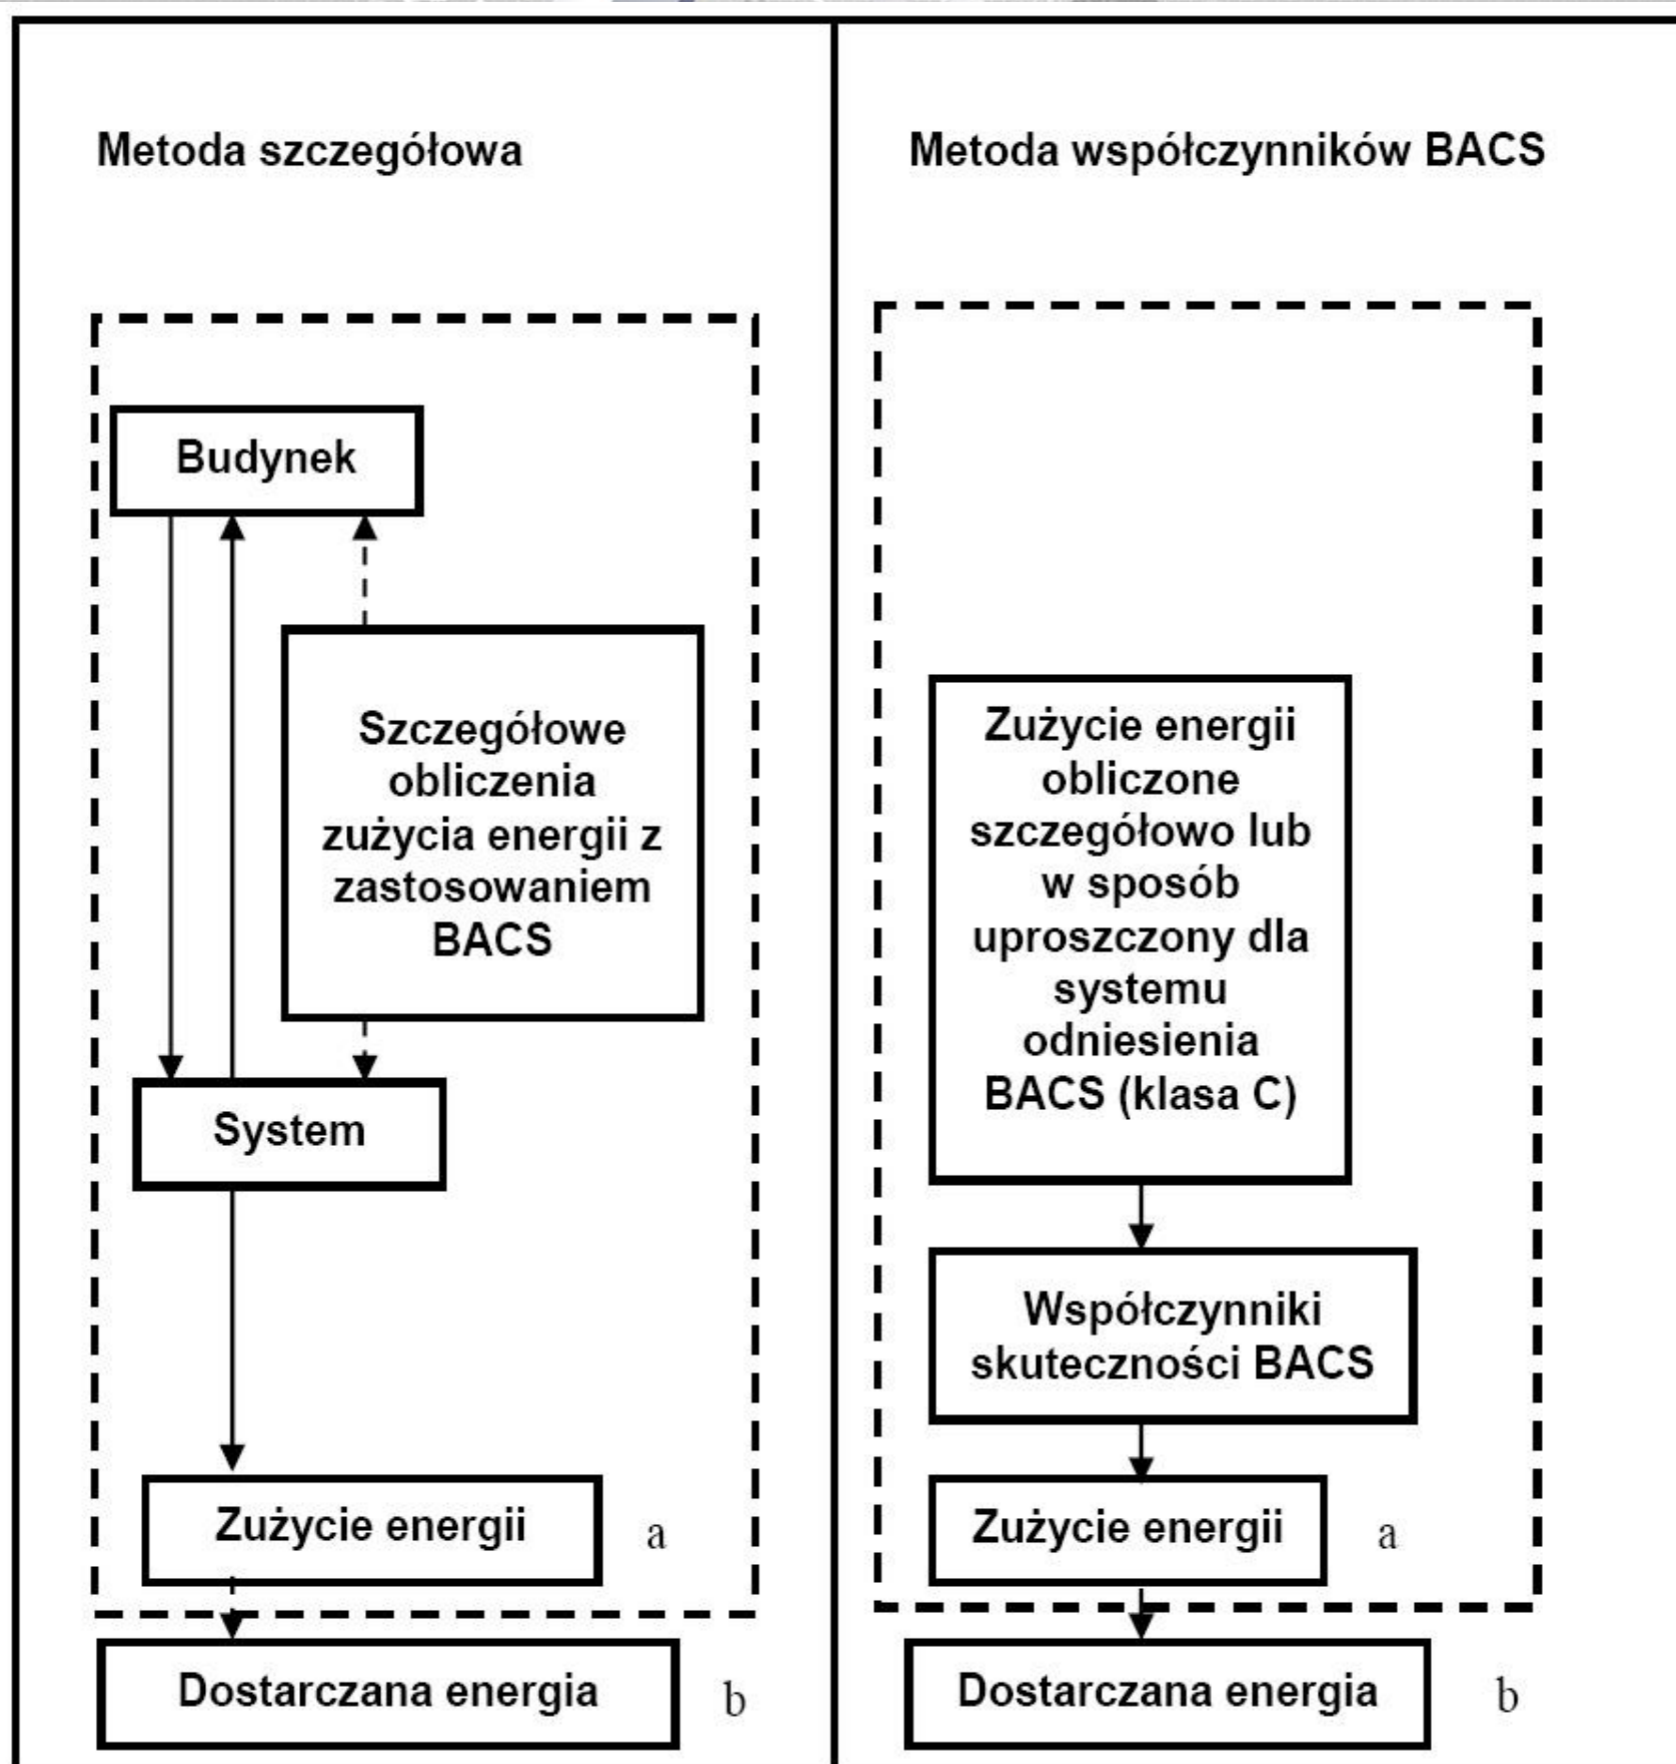 Metoda szczegółowa
Budynek
Szczegółowe
obliczenia
zużycia energii z
zastosowaniem
BACS
System
Zużycie energii
a
Dostarczana energia
b
Metoda współczynników BACS
Zużycie energii
obliczone
szczegółowo lub
w sposób
uproszczony dla
systemu
odniesienia
BACS (klasa C)
Współczynniki
skuteczności BACS
Zużycie energii
a
Dostarczana energia
b